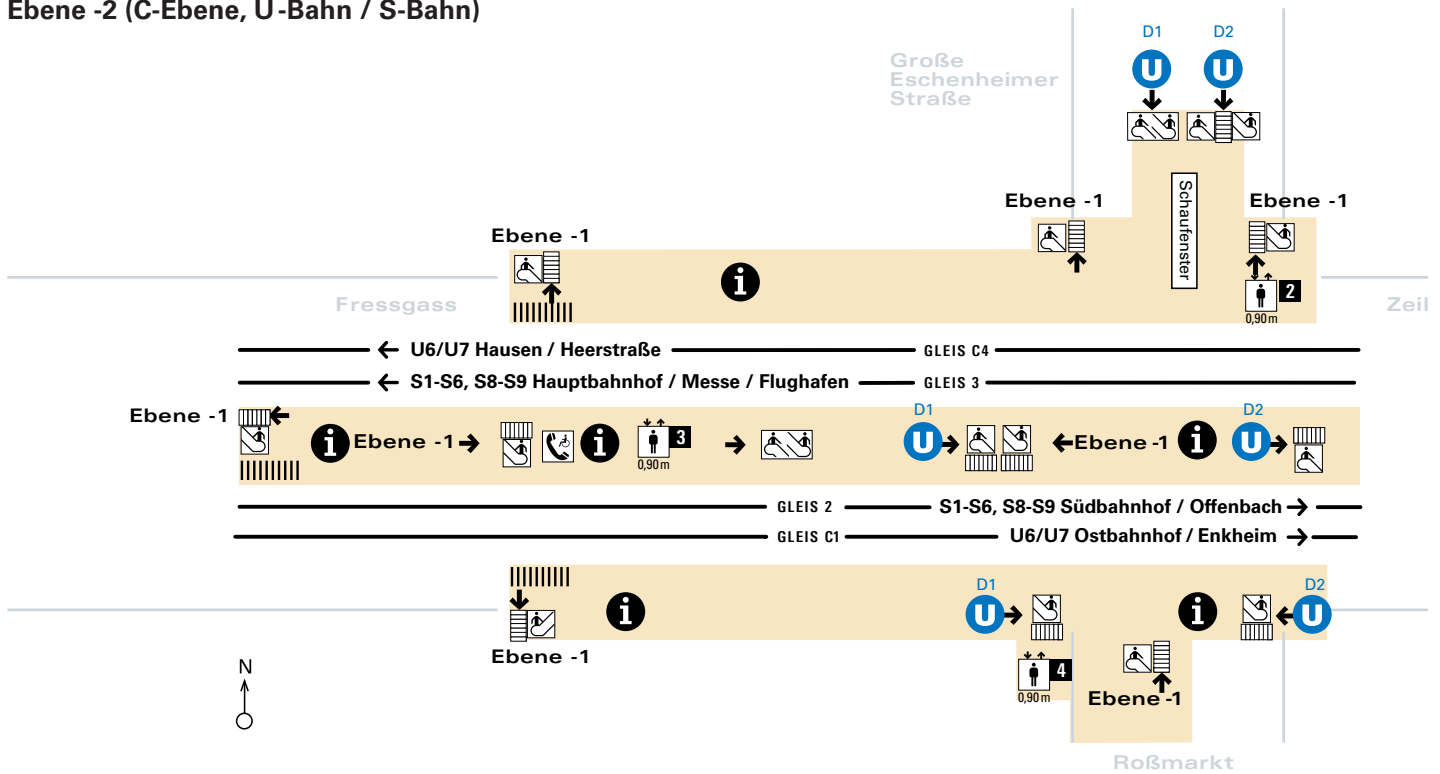 Ebene -2 (C-Ebene, U-Bahn / S-Bahn)
D1
D2
U
U
Große
Eschenheimer
Straße
Schaufenster
Ebene -1
Ebene -1
Ebene -1
i
2
0,90 m
Fressgass
Zeil
U6/U7 Hausen / Heerstraße
GLEIS C4
S1-S6, S8-S9 Hauptbahnhof / Messe / Flughafen
GLEIS 3
Ebene -1
i
Ebene -1
i
3
0,90 m
D1
U
Ebene -1
i
D2
U
GLEIS 2
S1-S6, S8-S9 Südbahnhof / Offenbach
GLEIS C1
U6/U7 Ostbahnhof / Enkheim
i
D1
U
i
D2
U
Ebene -1
4
0,90 m
Ebene -1
N
Roßmarkt